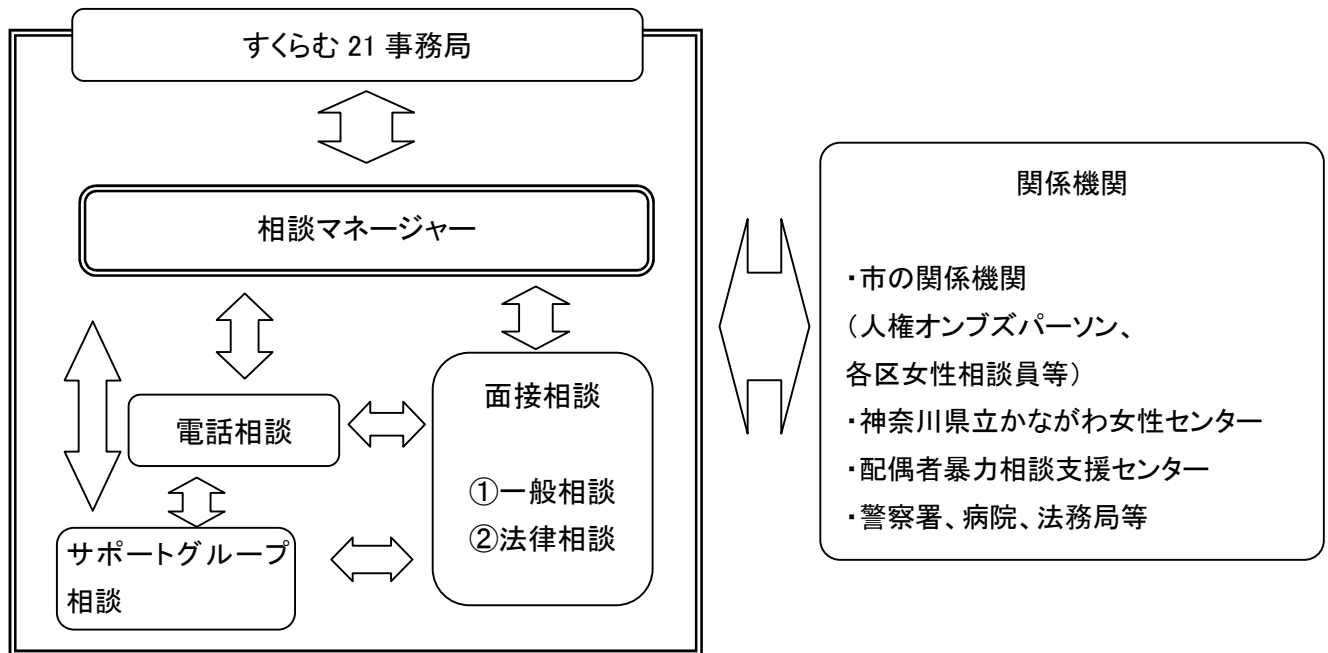 すくらむ 21 事務局
相談マネージャー
電話相談
面接相談
①一般相談
②法律相談
サポートグループ
相談
関係機関
・市の関係機関
（人権オンブズパーソン、
各区女性相談員等）
・神奈川県立かながわ女性センター
・配偶者暴力相談支援センター
・警察署、病院、法務局等